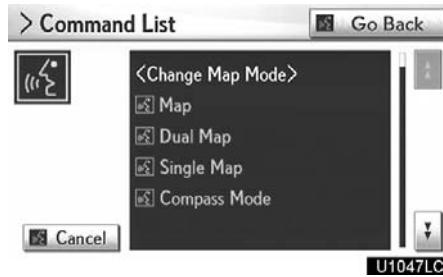 > Command List
Go Back
<Change Map Mode>
Map
Dual Map
Single Map
Compass Mode
Cancel
U1047LC